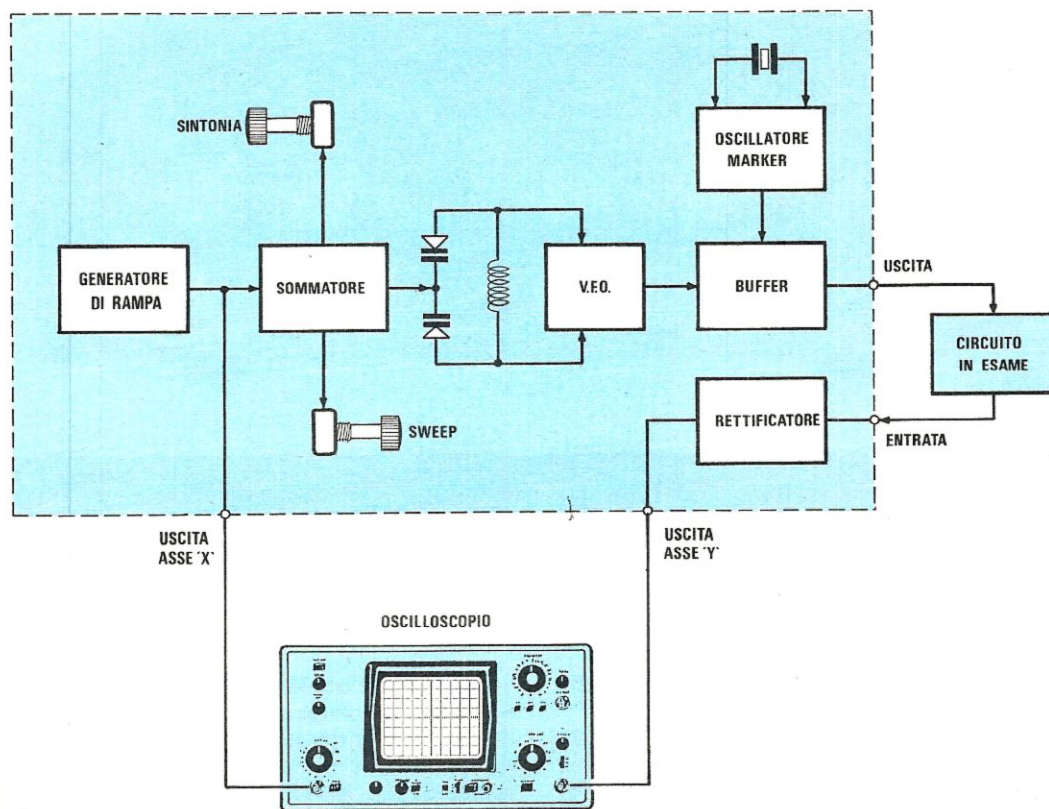 SINTONIA
OSCILLATORE
MARKER
GENERATORE
DI RAMPA
SOMMATORE
V.F.O.
BUFFER
USCITA
CIRCUITO
IN ESAME
SWEEP
RETTIFICATORE
ENTRATA
USCITA
ASSE 'X'
USCITA
ASSE 'Y'
OSCILLOSCOPIO